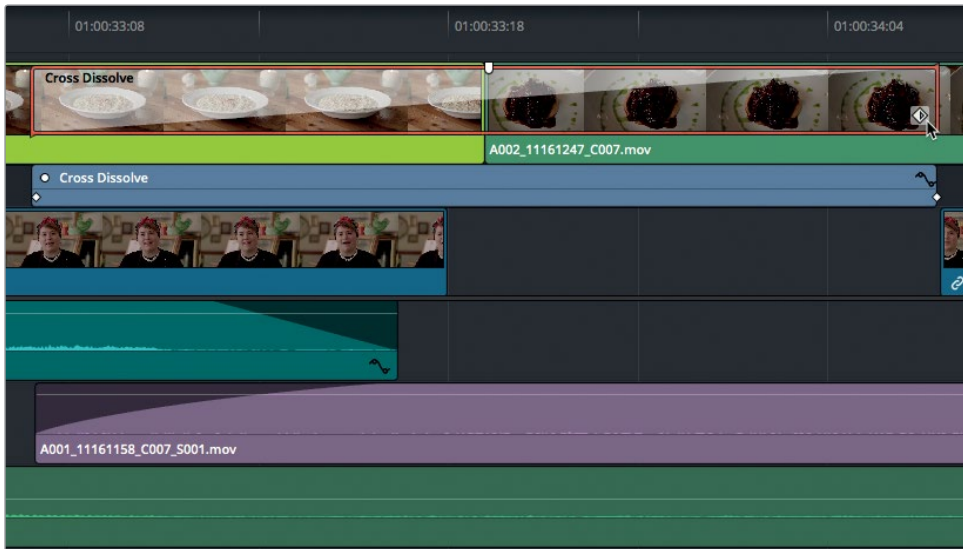 01:00:33:08
01:00:33:18
01:00:34:04
Cross Dissolve
A002_11161247_C007.mov
Cross Dissolve
A001_11161158_C007_S001.mov